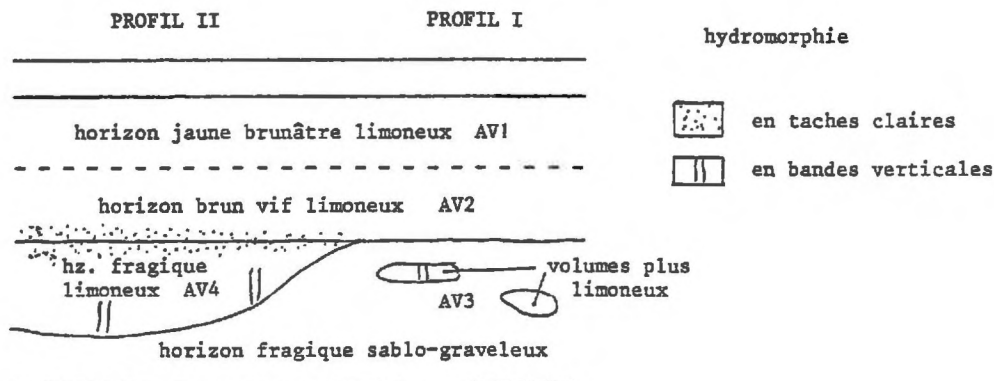 PROFIL II
PROFIL I
hydromorphie
en taches claires
en bandes verticales
horizon jaune brunâtre limoneux AV1
horizon brun vif limoneux AV2
hz. fragique
limoneux AV4
volumes plus
limoneux
AV3
horizon fragique sablo-graveleux